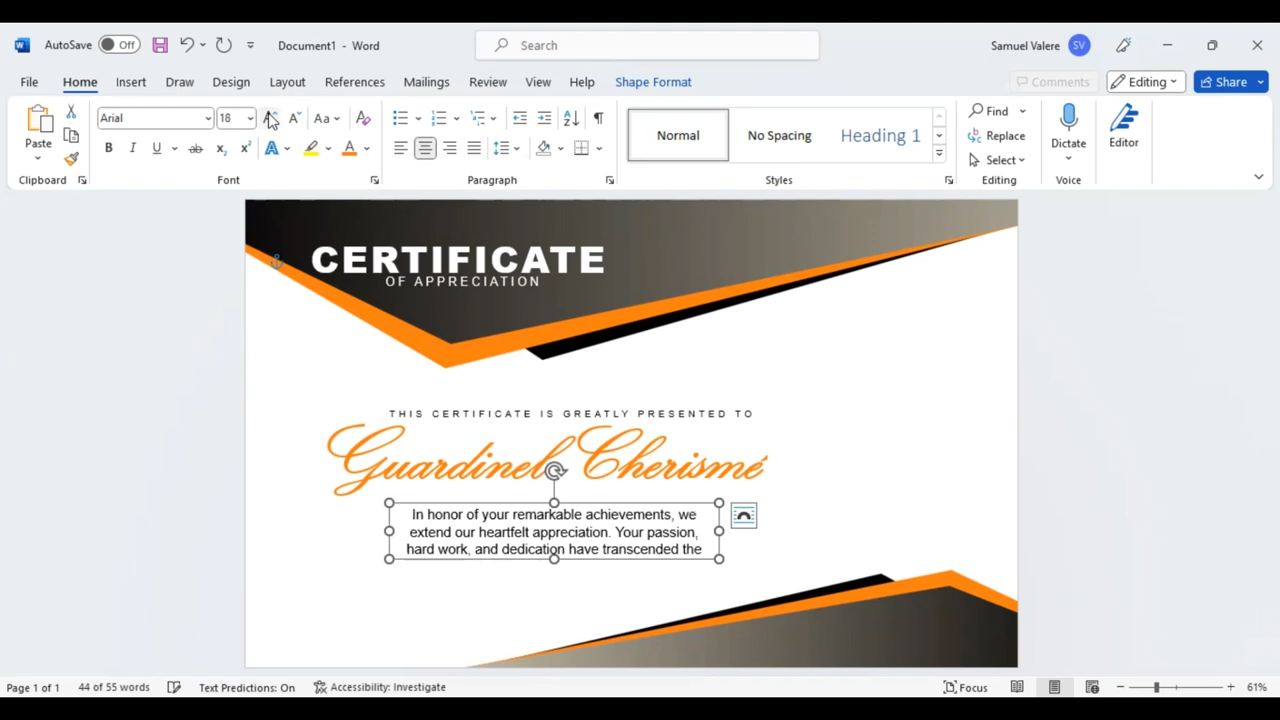 AutoSave Off Document1 - Word Search Samuel Valere SV
File Home Insert Draw Design Layout References Mailings Review View Help Shape Format Comments Editing Share
Paste Arial 18 Aa Normal No Spacing Heading 1 Find Replace Select Dictate Editor
Clipboard Font Paragraph Styles Editing Voice
CERTIFICATE
OF APPRECIATION
THIS CERTIFICATE IS GREATLY PRESENTED TO
Guardinel Cherismé
In honor of your remarkable achievements, we
extend our heartfelt appreciation. Your passion,
hard work, and dedication have transcended the
Page 1 of 1 44 of 55 words Text Predictions: On Accessibility: Investigate Focus 61%